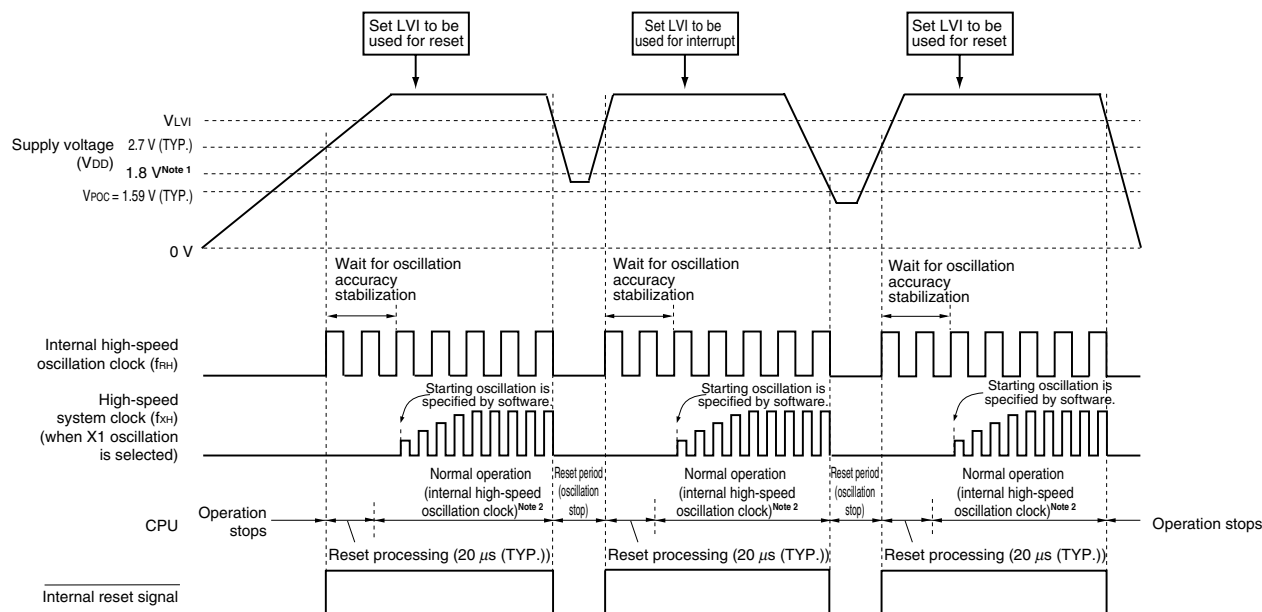 Set LVI to be
used for reset
Set LVI to be
used for interrupt
Set LVI to be
used for reset
VLVI
Supply voltage
(VDD)
2.7 V (TYP.)
1.8 V Note 1
VPOC = 1.59 V (TYP.)
0 V
Wait for oscillation
accuracy
stabilization
Wait for oscillation
accuracy
stabilization
Wait for oscillation
accuracy
stabilization
Internal high-speed
oscillation clock (fRH)
Starting oscillation is
specified by software.
Starting oscillation is
specified by software.
Starting oscillation is
specified by software.
High-speed
system clock (fXH)
(when X1 oscillation
is selected)
Normal operation
(internal high-speed
oscillation clock) Note 2
Reset period
(oscillation
stop)
Normal operation
(internal high-speed
oscillation clock) Note 2
Reset period
(oscillation
stop)
Normal operation
(internal high-speed
oscillation clock) Note 2
CPU
Operation
stops
Operation stops
Reset processing (20 μs (TYP.))
Reset processing (20 μs (TYP.))
Reset processing (20 μs (TYP.))
Internal reset signal